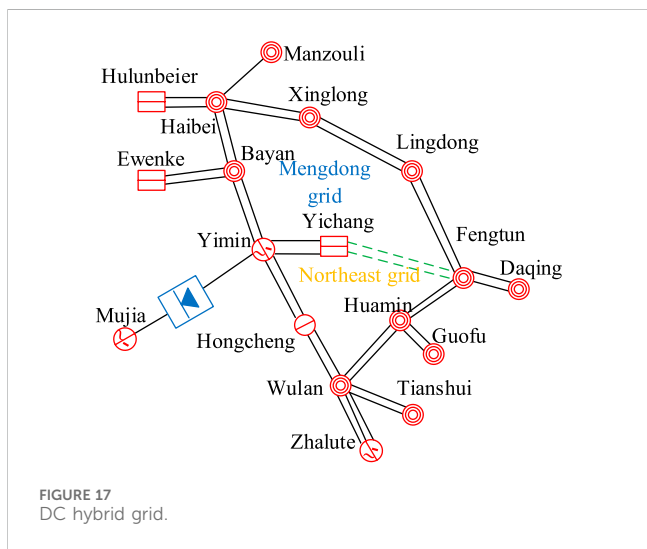 Manzouli
Hulunbeier
Xinglong
Haibei
Lingdong
Ewenke
Bayan
Mengdong
grid
Yichang
Yimin
Fengtun
Daqing
Northeast grid
Huamin
Mujia
Hongcheng
Guofu
Wulan
Tianshui
Zhalute
FIGURE 17
DC hybrid grid.